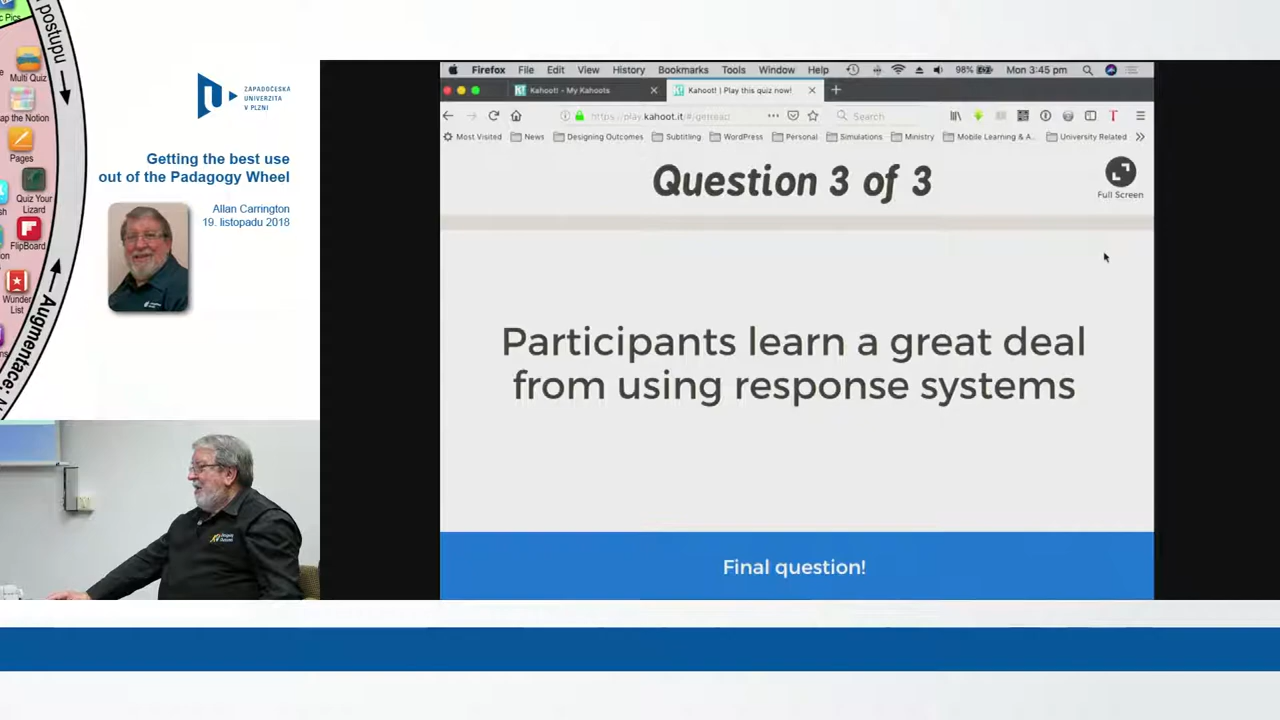 c Pics
postupu
Multi Quiz
ap the Notion
Pages
Quiz Your
Lizard
FlipBoard
Wunder
List
Augmentace:
ZÁPADOČESKÁ
UNIVERZITA
V PLZNI
Getting the best use
out of the Padagogy Wheel
Allan Carrington
19. listopadu 2018
Firefox File Edit View History Bookmarks Tools Window Help 98% Mon 3:45 pm
Kahoot! - My Kahoots
Kahoot! | Play this quiz now!
https://play.kahoot.it/#/getready
Search
Most Visited News Designing Outcomes Subtitling WordPress Personal Simulations Ministry Mobile Learning & A... University Related
Question 3 of 3
Full Screen
Participants learn a great deal
from using response systems
Final question!